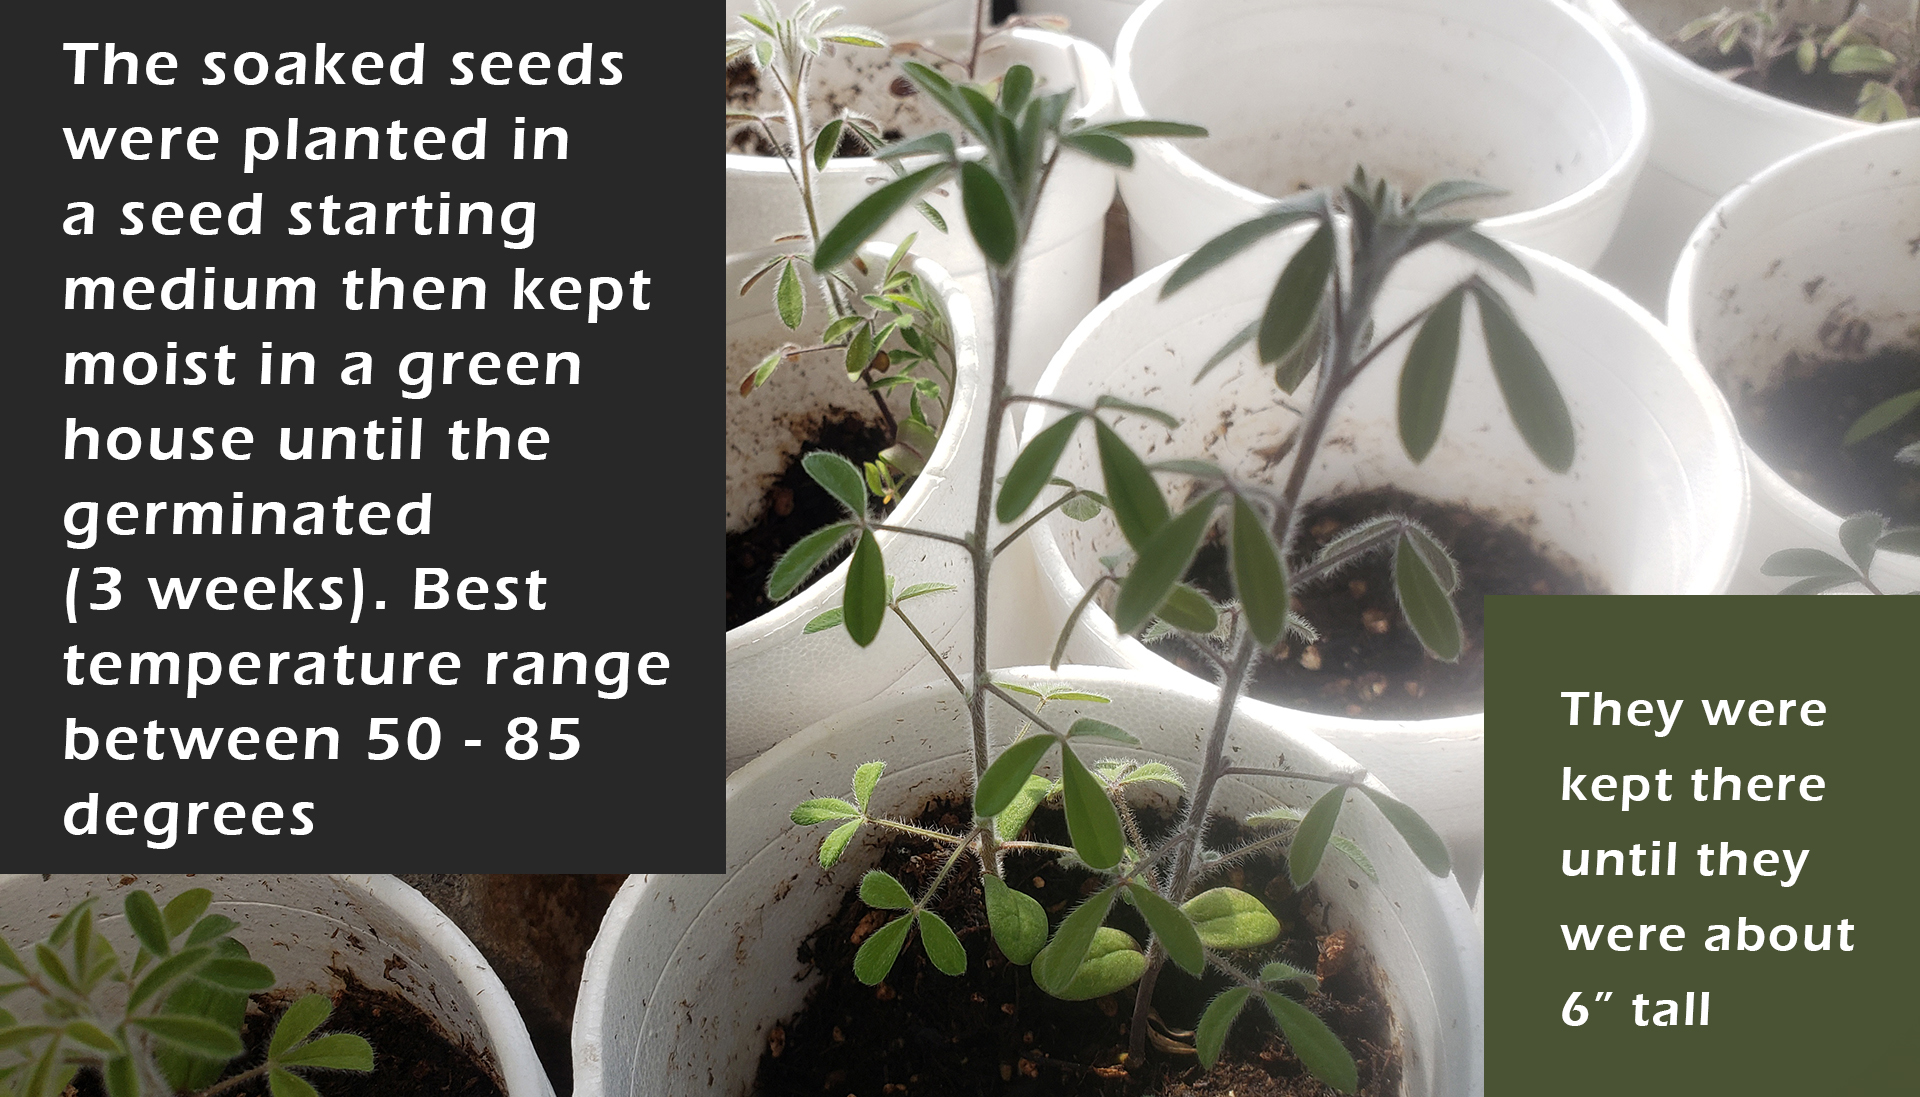 The soaked seeds
were planted in
a seed starting
medium then kept
moist in a green
house until the
germinated
(3 weeks). Best
temperature range
between 50 - 85
degrees
They were
kept there
until they
were about
6" tall